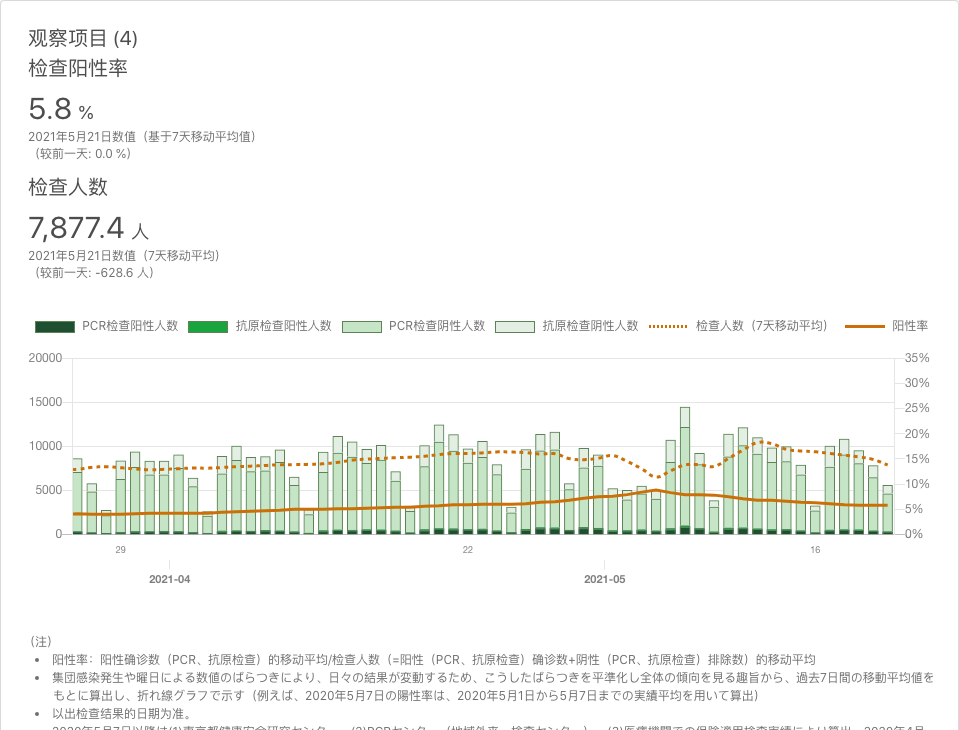 观察项目 (4)
检查阳性率
5.8 %
2021年5月21日数值（基于7天移动平均值）
（较前一天: 0.0 %）
检查人数
7,877.4 人
2021年5月21日数值（7天移动平均）
（较前一天: -628.6 人）
PCR检查阳性人数 抗原检查阳性人数 PCR检查阴性人数 抗原检查阴性人数 检查人数（7天移动平均） 阳性率
20000 35%
30%
15000 25%
20%
10000 15%
5000 10%
5%
0 0%
29 22 16
2021-04 2021-05
(注)
• 阳性率：阳性确诊数（PCR、抗原检查）的移动平均/检查人数（=阳性（PCR、抗原检查）确诊数+阴性（PCR、抗原检查）排除数）的移动平均
• 集団感染発生や曜日による数値のばらつきにより、日々の結果が変動するため、こうしたばらつきを平準化し全体の傾向を見る趣旨から、過去7日間の移動平均値を
もとに算出し、折れ線グラフで示す（例えば、2020年5月7日の陽性率は、2020年5月1日から5月7日までの実績平均を用いて算出）
• 以出检查结果的日期为准。